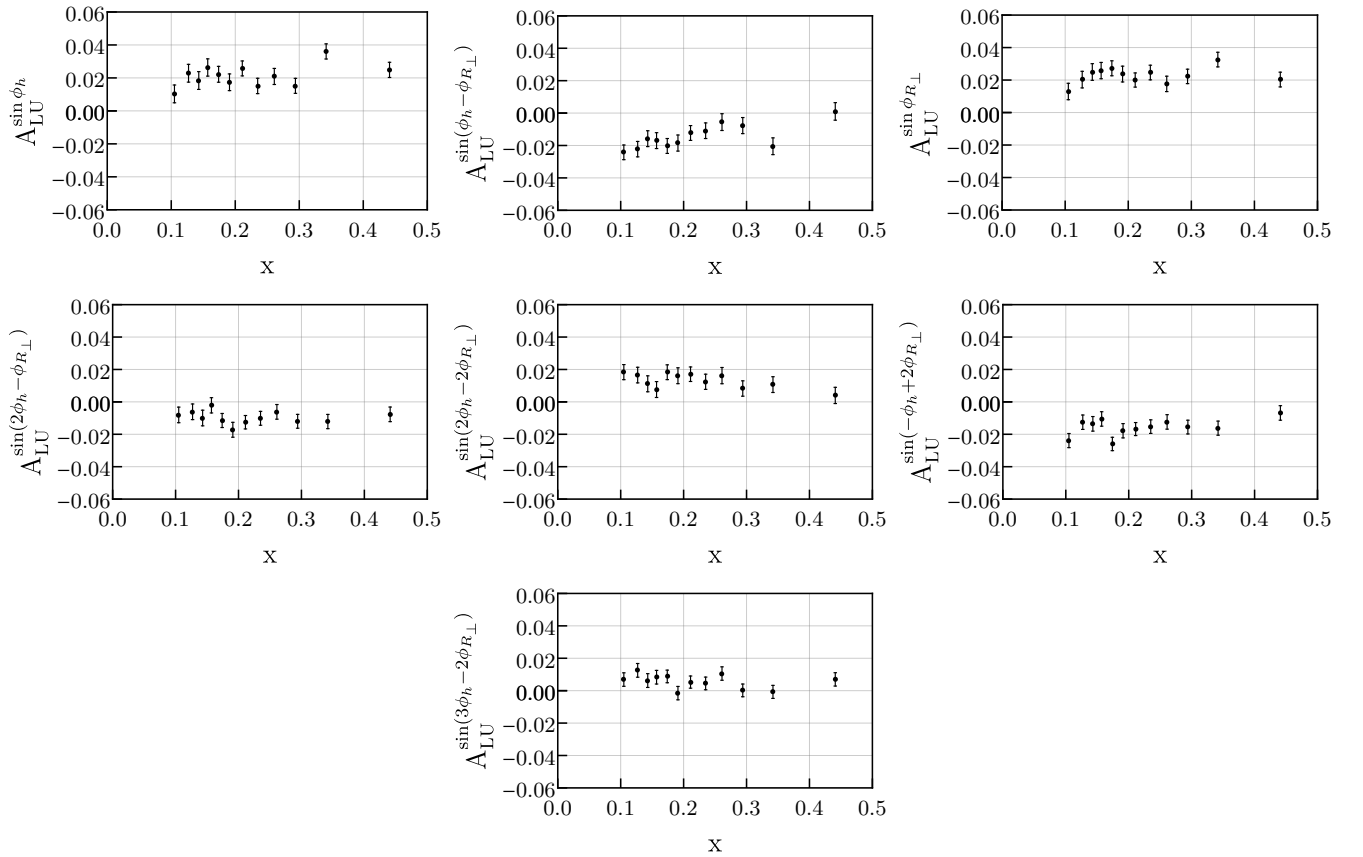 0.06 0.04 0.02 0.00 −0.02 −0.04 −0.06
A_LU^{sin ϕ_h}
0.0 0.1 0.2 0.3 0.4 0.5
x
0.06 0.04 0.02 0.00 −0.02 −0.04 −0.06
A_LU^{sin(ϕ_h−ϕ_{R⊥})}
0.0 0.1 0.2 0.3 0.4 0.5
x
0.06 0.04 0.02 0.00 −0.02 −0.04 −0.06
A_LU^{sin ϕ_{R⊥}}
0.0 0.1 0.2 0.3 0.4 0.5
x
0.06 0.04 0.02 0.00 −0.02 −0.04 −0.06
A_LU^{sin(2ϕ_h−ϕ_{R⊥})}
0.0 0.1 0.2 0.3 0.4 0.5
x
0.06 0.04 0.02 0.00 −0.02 −0.04 −0.06
A_LU^{sin(2ϕ_h−2ϕ_{R⊥})}
0.0 0.1 0.2 0.3 0.4 0.5
x
0.06 0.04 0.02 0.00 −0.02 −0.04 −0.06
A_LU^{sin(−ϕ_h+2ϕ_{R⊥})}
0.0 0.1 0.2 0.3 0.4 0.5
x
0.06 0.04 0.02 0.00 −0.02 −0.04 −0.06
A_LU^{sin(3ϕ_h−2ϕ_{R⊥})}
0.0 0.1 0.2 0.3 0.4 0.5
x